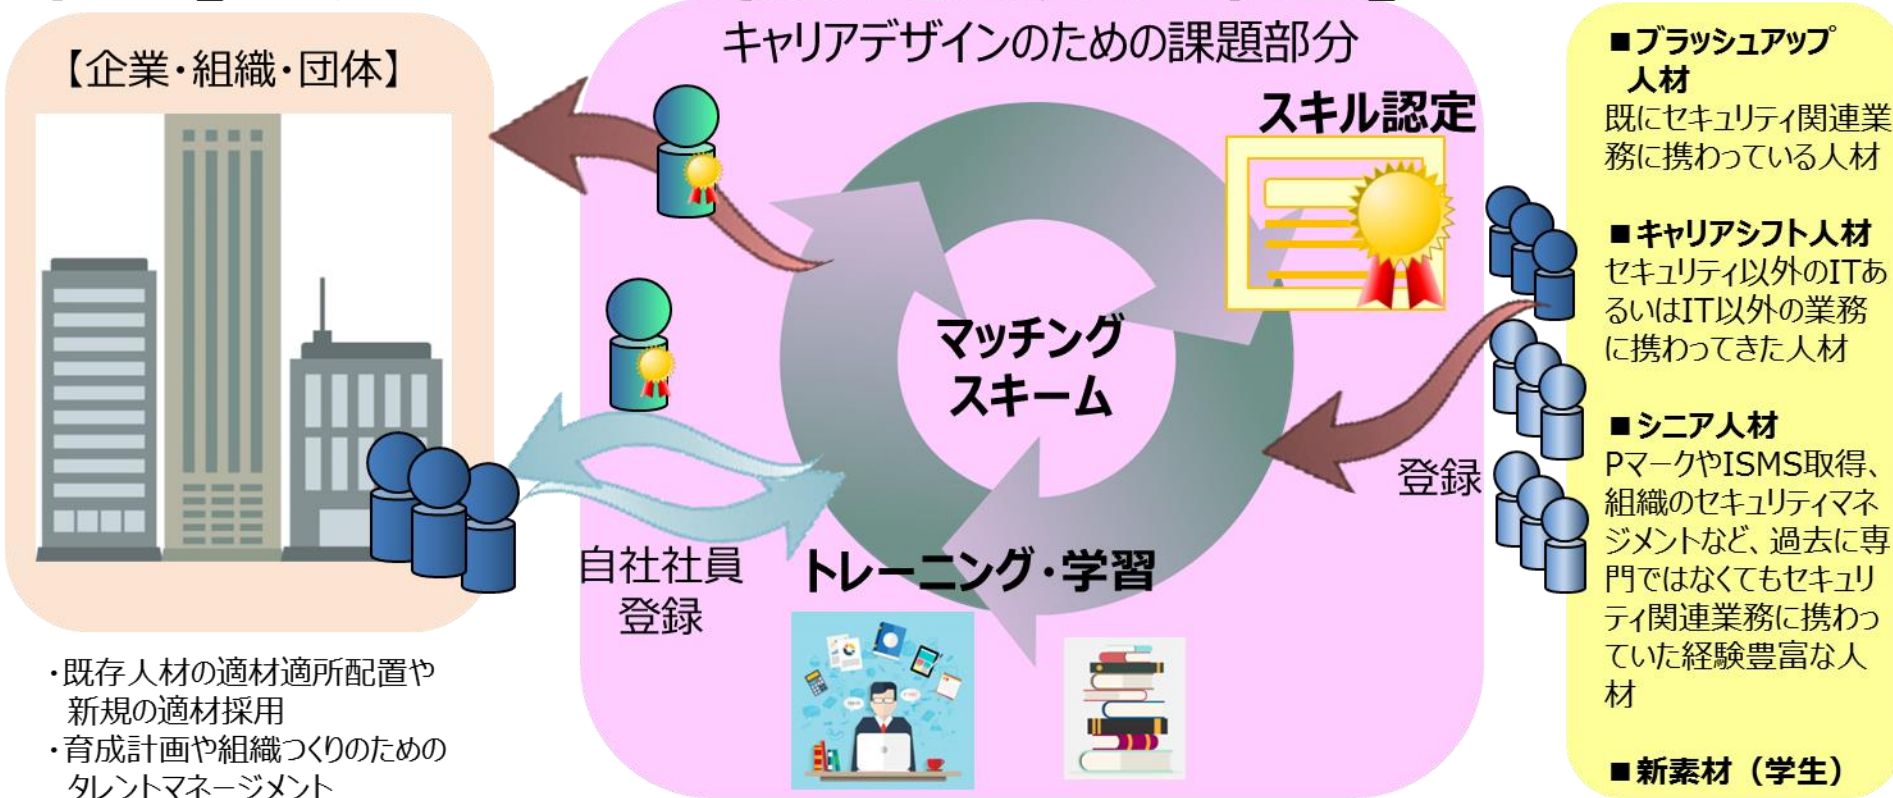 【企業・組織・団体】
・既存人材の適材適所配置や
新規の適材採用
・育成計画や組織つくりのための
タレントマネージメント
キャリアデザインのための課題部分
スキル認定
マッチング
スキーム
登録
自社社員
登録
トレーニング・学習
■ブラッシュアップ
人材
既にセキュリティ関連業
務に携わっている人材
■キャリアシフト人材
セキュリティ以外のITあ
るいはIT以外の業務
に携わってきた人材
■シニア人材
PマークやISMS取得、
組織のセキュリティマネ
ジメントなど、過去に専
門ではなくてもセキュリ
ティ関連業務に携わっ
ていた経験豊富な人
材
■新素材（学生）